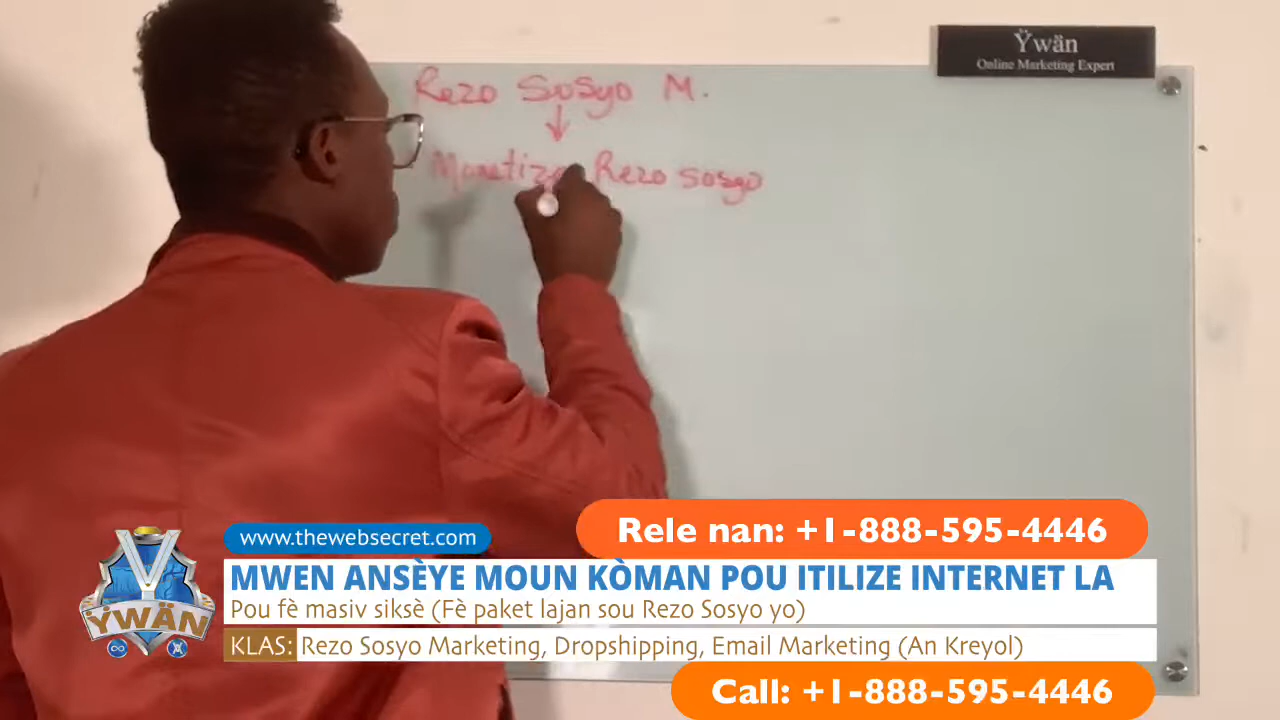 Ÿwän
Online Marketing Expert
Rezo Sosyo M.
Monetize Rezo sosyo
Rele nan: +1-888-595-4446
www.thewebsecret.com
MWEN ANSÈYE MOUN KÒMAN POU ITILIZE INTERNET LA
Pou fè masiv siksè (Fè paket lajan sou Rezo Sosyo yo)
KLAS: Rezo Sosyo Marketing, Dropshipping, Email Marketing (An Kreyol)
ŸWÄN
Call: +1-888-595-4446